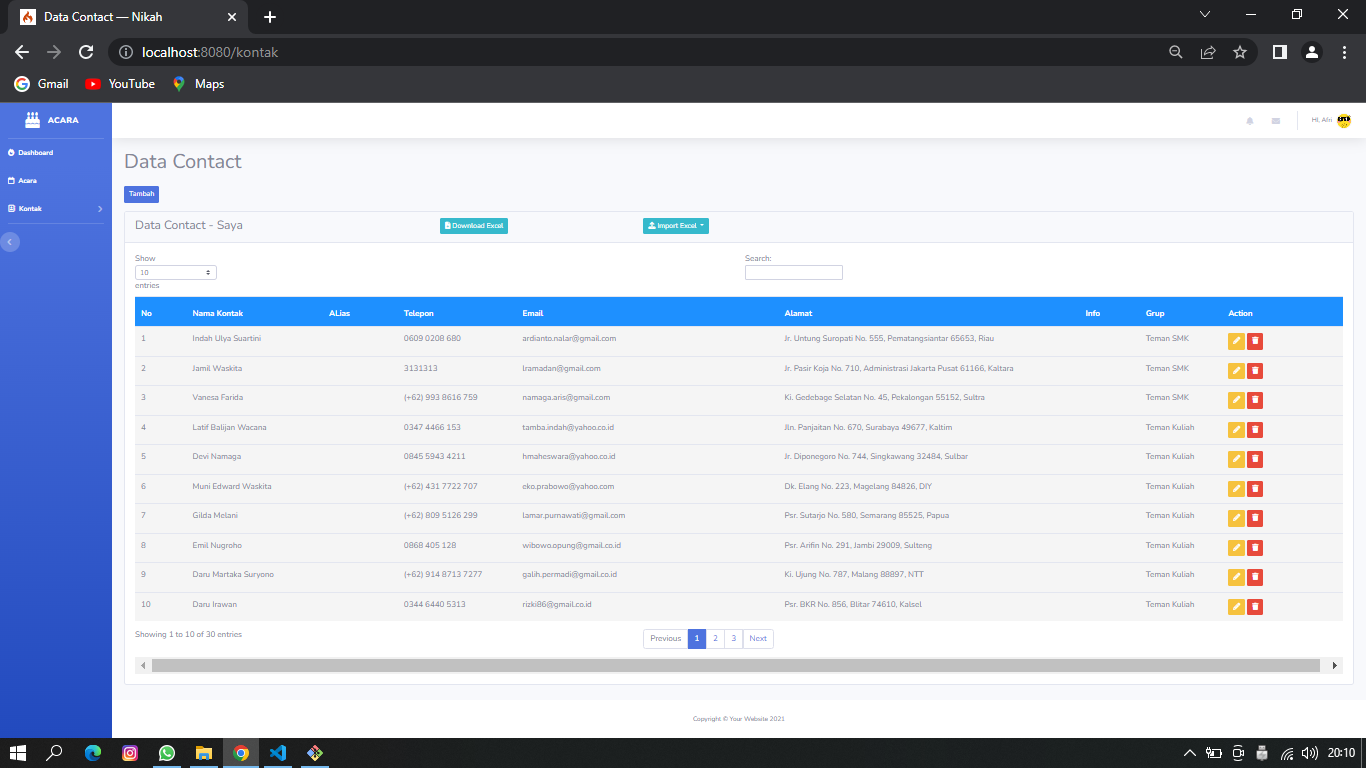 Data Contact — Nikah
localhost:8080/kontak
Gmail YouTube Maps
ACARA
Hi, Ahi
Dashboard
Acara
Kontak
Data Contact
Tambah
Data Contact - Saya Download Excel Import Excel
Show
10
entries
Search:
No Nama Kontak ALias Telepon Email Alamat Info Grup Action
1 Indah Ulya Suartini 0609 0208 680 ardianto.nalar@gmail.com Jr. Untung Suropati No. 555, Pematangsiantar 65653, Riau Teman SMK
2 Jamil Waskita 3131313 lramadan@gmail.com Jr. Pasir Koja No. 710, Administrasi Jakarta Pusat 61166, Kaltara Teman SMK
3 Vanesa Farida (+62) 993 8616 759 namaga.aris@gmail.com Ki. Gedebage Selatan No. 45, Pekalongan 55152, Sultra Teman SMK
4 Latif Balijan Wacana 0347 4466 153 tamba.indah@yahoo.co.id Jln. Panjaitan No. 670, Surabaya 49677, Kaltim Teman Kuliah
5 Devi Namaga 0845 5943 4211 hmaheswara@yahoo.co.id Jr. Diponegoro No. 744, Singkawang 32484, Sulbar Teman Kuliah
6 Muni Edward Waskita (+62) 431 7722 707 eko.prabowo@yahoo.com Dk. Elang No. 223, Magelang 84826, DIY Teman Kuliah
7 Gilda Melani (+62) 809 5126 299 lamar.purnawati@gmail.com Psr. Sutarjo No. 580, Semarang 85525, Papua Teman Kuliah
8 Emil Nugroho 0868 405 128 wibowo.opung@gmail.co.id Psr. Arifin No. 291, Jambi 29009, Sulteng Teman Kuliah
9 Daru Martaka Suryono (+62) 914 8713 7277 galih.permadi@gmail.co.id Ki. Ujung No. 787, Malang 88897, NTT Teman Kuliah
10 Daru Irawan 0344 6440 5313 rizki86@gmail.co.id Psr. BKR No. 856, Blitar 74610, Kalsel Teman Kuliah
Showing 1 to 10 of 30 entries Previous 1 2 3 Next
Copyright © Your Website 2021
20:10